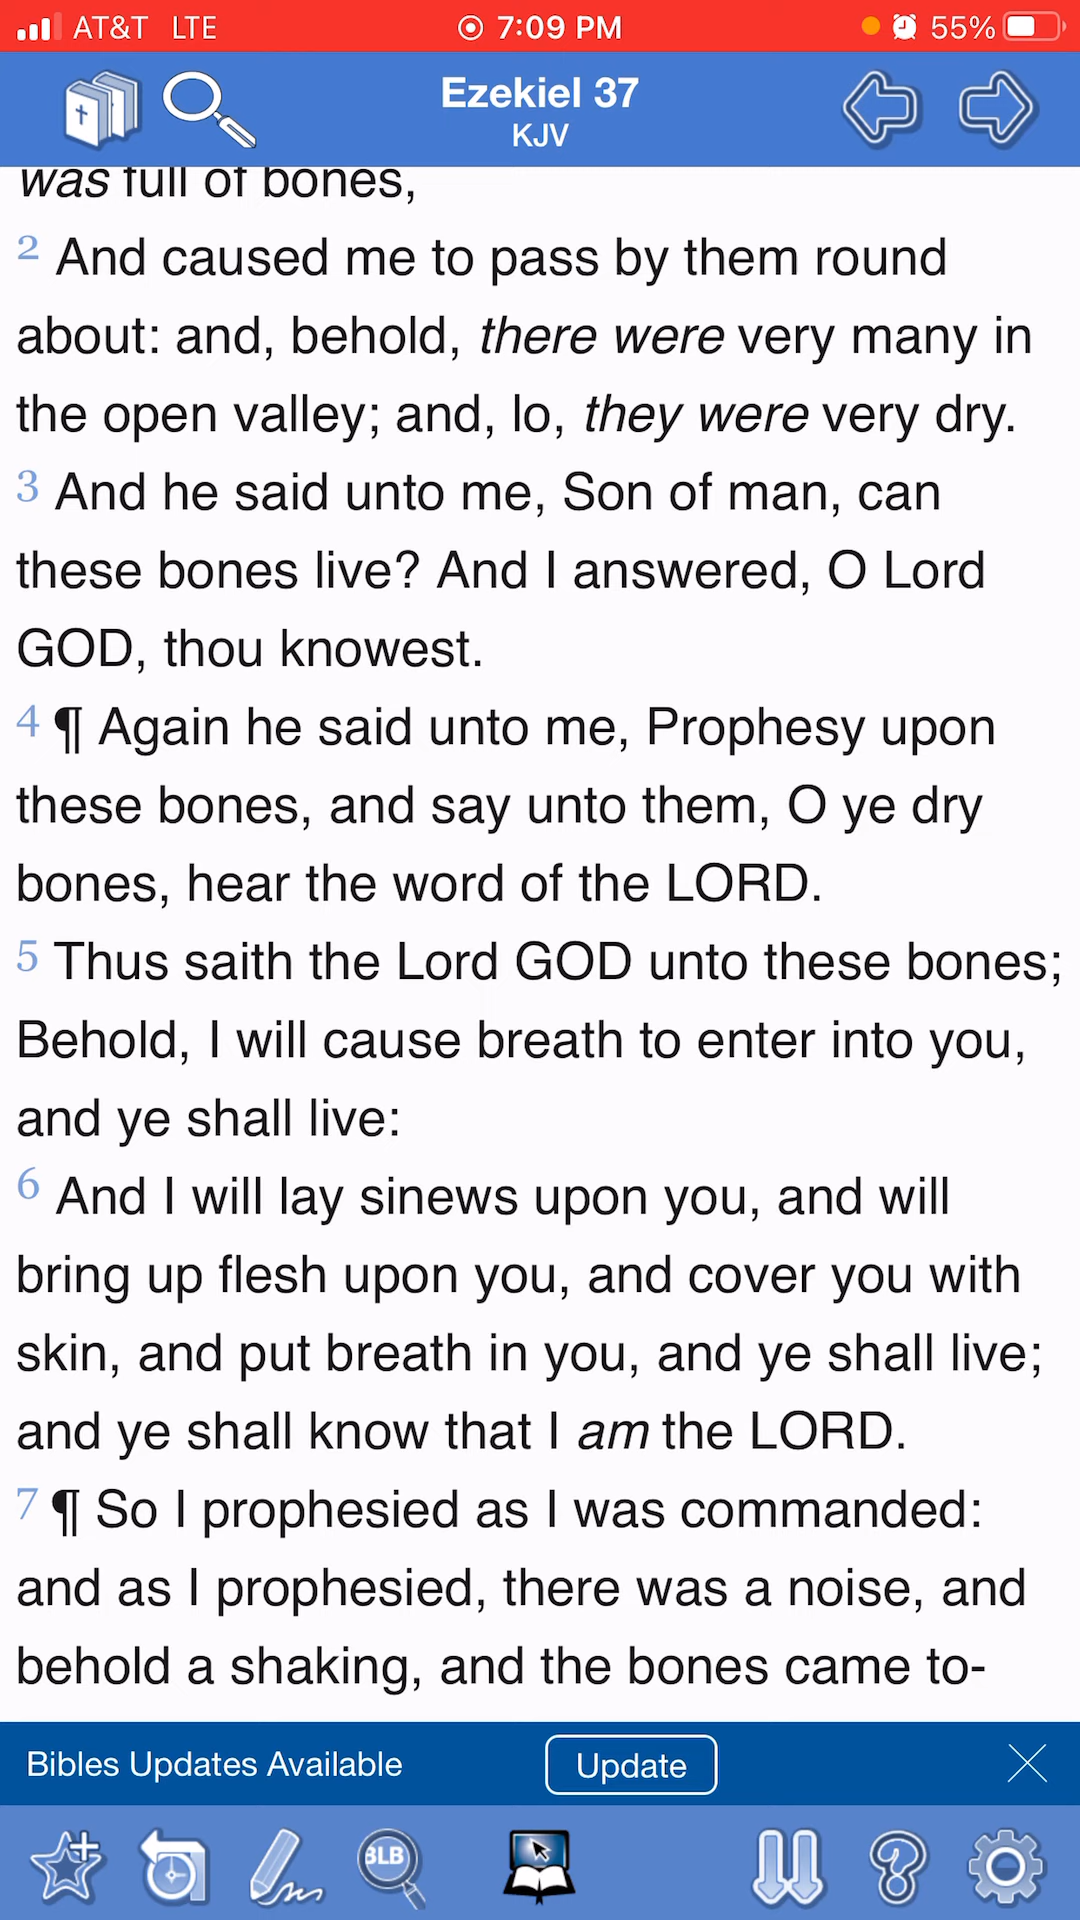 AT&T LTE 7:09 PM 55%
Ezekiel 37
KJV
was full of bones,
2 And caused me to pass by them round
about: and, behold, there were very many in
the open valley; and, lo, they were very dry.
3 And he said unto me, Son of man, can
these bones live? And I answered, O Lord
GOD, thou knowest.
4 ¶ Again he said unto me, Prophesy upon
these bones, and say unto them, O ye dry
bones, hear the word of the LORD.
5 Thus saith the Lord GOD unto these bones;
Behold, I will cause breath to enter into you,
and ye shall live:
6 And I will lay sinews upon you, and will
bring up flesh upon you, and cover you with
skin, and put breath in you, and ye shall live;
and ye shall know that I am the LORD.
7 ¶ So I prophesied as I was commanded:
and as I prophesied, there was a noise, and
behold a shaking, and the bones came to-
Bibles Updates Available Update
BLB